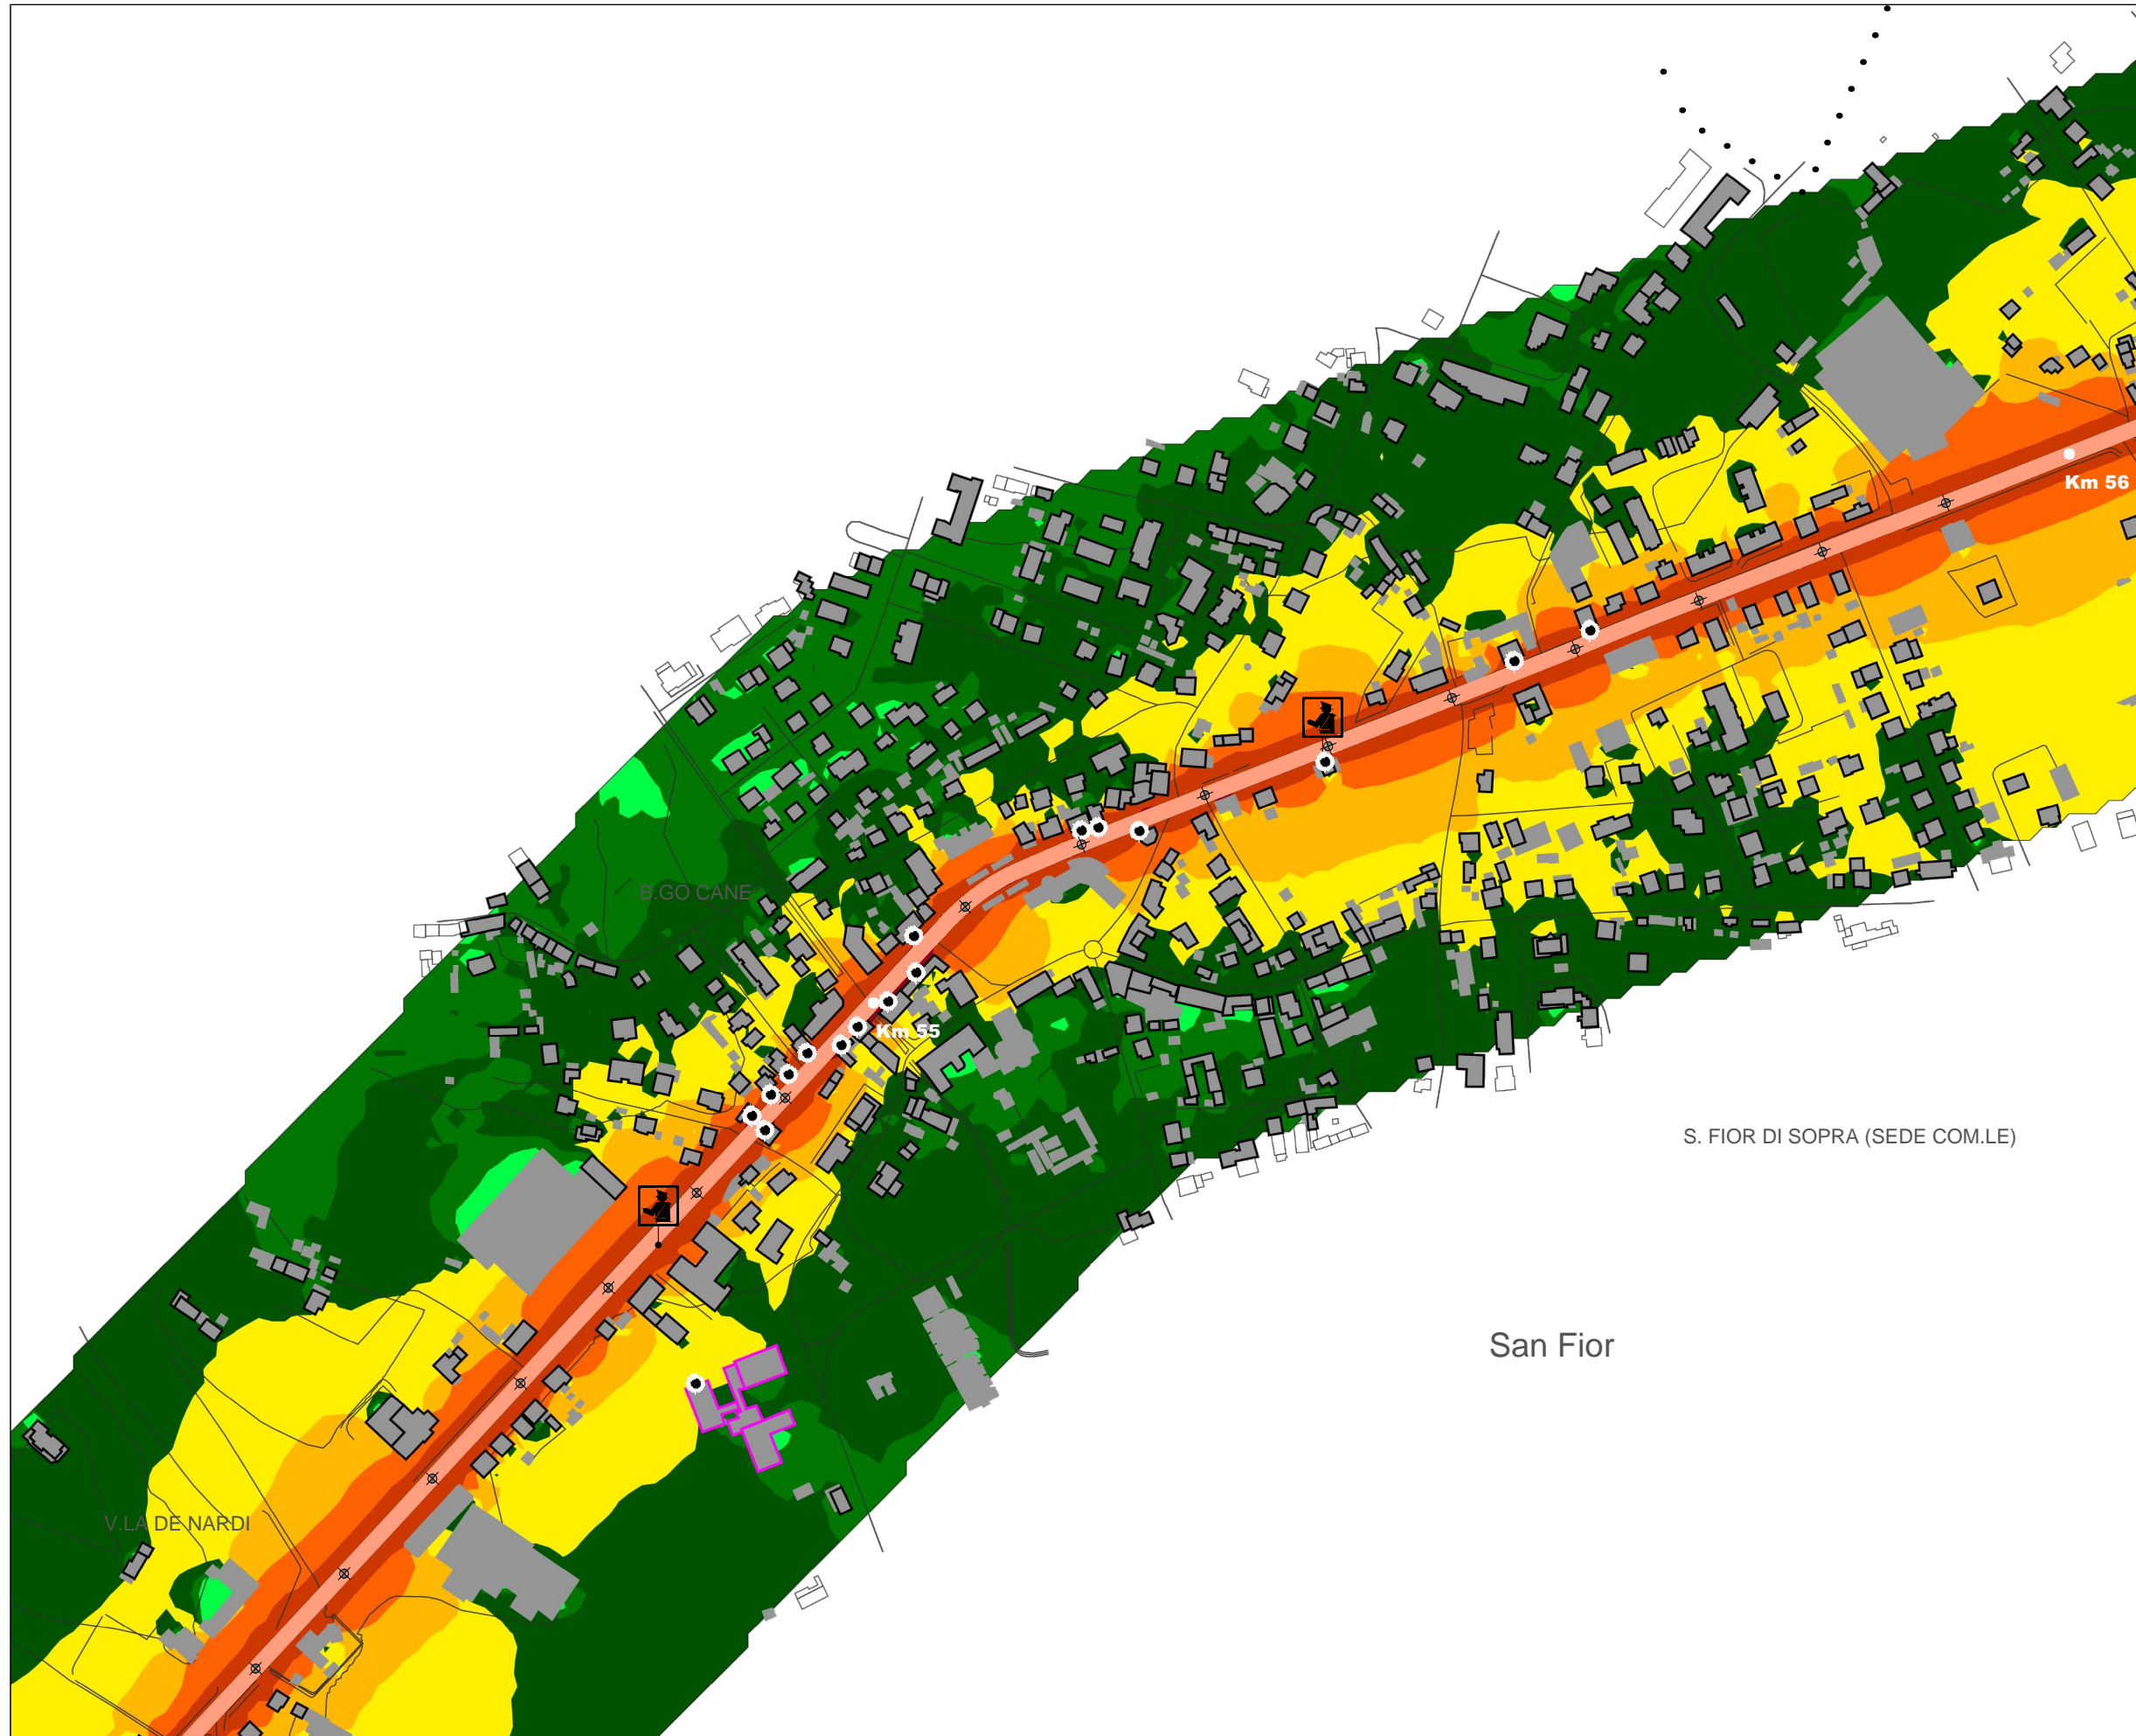 Km 56
B.GO CANE
Km 55
S. FIOR DI SOPRA (SEDE COM.LE)
San Fior
V.LA DE NARDI